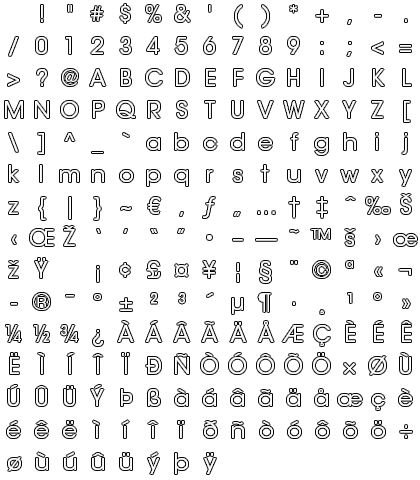 ! " # $ % & ' ( ) * + , - .
/ 0 1 2 3 4 5 6 7 8 9 : ; < =
> ? @ A B C D E F G H I J K L
M N O P Q R S T U V W X Y Z [
\ ] ^ _ ` a b c d e f g h i j
k l m n o p q r s t u v w x y
z { | } ~ € ‚ ƒ „ … † ‡ ˆ ‰ Š
‹ Œ Ž ‘ ’ “ ” • – — ˜ ™ š › œ
ž Ÿ ¡ ¢ £ ¤ ¥ ¦ § ¨ © ª « ¬
- ® ¯ ° ± ² ³ ´ µ ¶ · ¸ ¹ º »
¼ ½ ¾ ¿ À Á Â Ã Ä Å Æ Ç È É Ê
Ë Ì Í Î Ï Ð Ñ Ò Ó Ô Õ Ö × Ø Ù
Ú Û Ü Ý Þ ß à á â ã ä å æ ç è
é ê ë ì í î ï ð ñ ò ó ô õ ö ÷
ø ù ú û ü ý þ ÿ